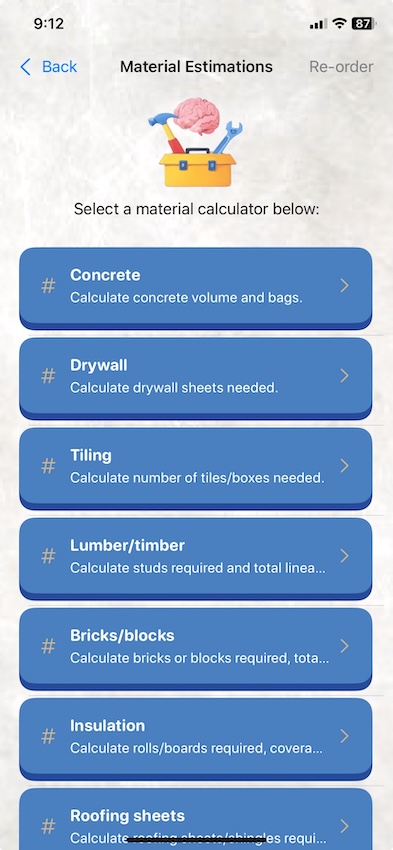 9:12
87
Back
Material Estimations
Re-order
Select a material calculator below:
# Concrete
Calculate concrete volume and bags.
# Drywall
Calculate drywall sheets needed.
# Tiling
Calculate number of tiles/boxes needed.
# Lumber/timber
Calculate studs required and total linea...
# Bricks/blocks
Calculate bricks or blocks required, tota...
# Insulation
Calculate rolls/boards required, covera...
# Roofing sheets
Calculate roofing sheets/shingles requi...